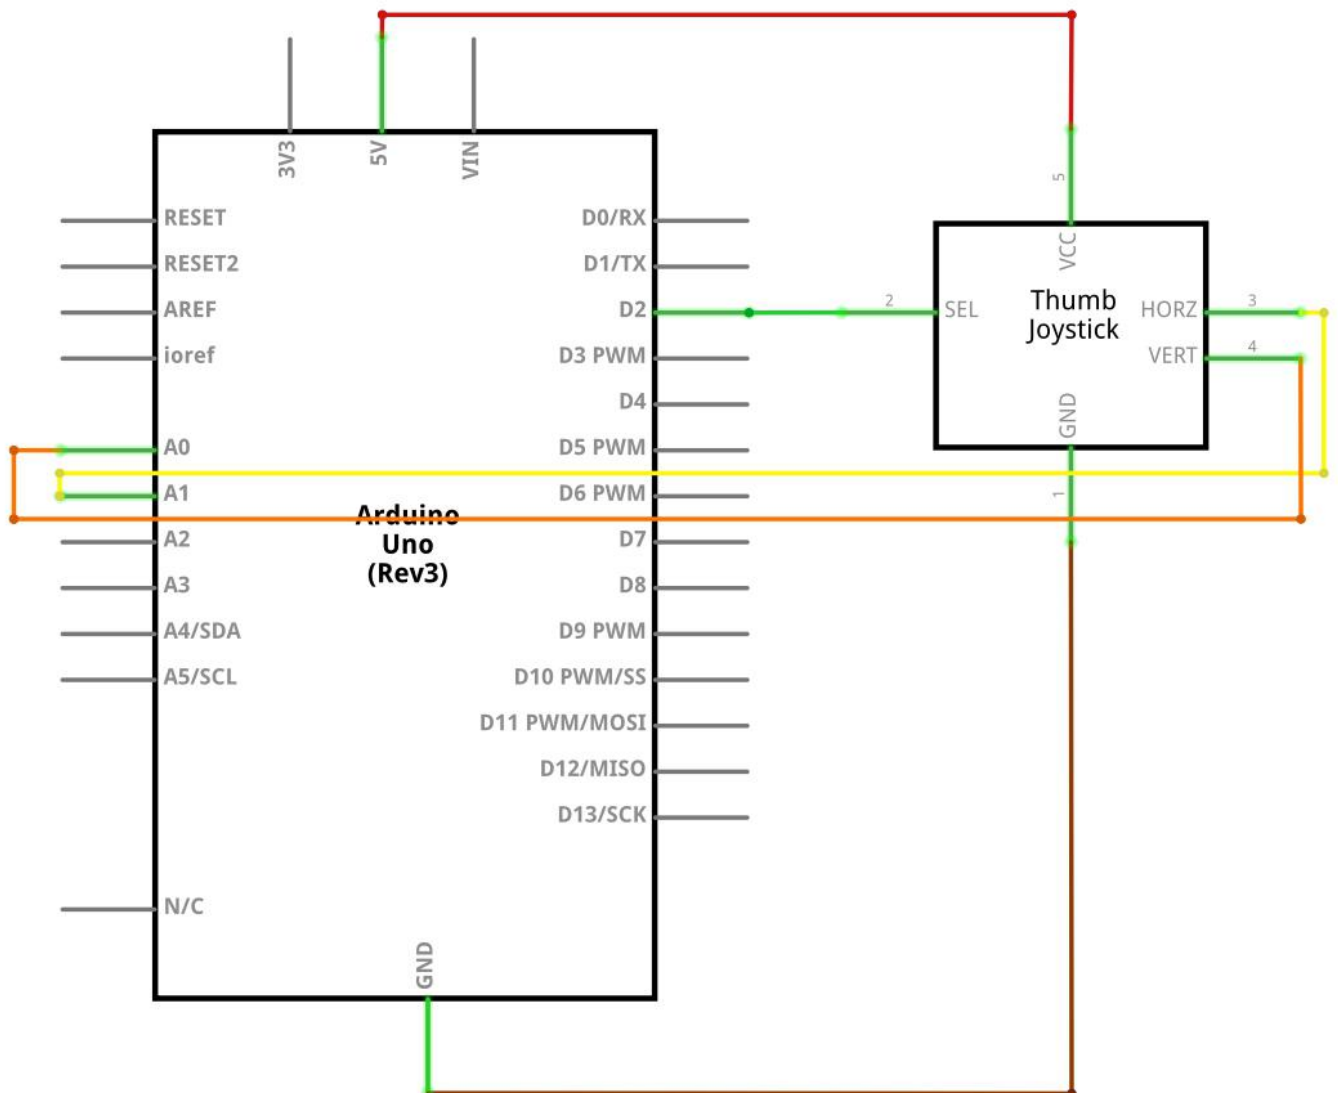 3V3
5V
VIN
RESET
RESET2
AREF
ioref
A0
A1
A2
A3
A4/SDA
A5/SCL
N/C
Arduino
Uno
(Rev3)
D0/RX
D1/TX
D2
D3 PWM
D4
D5 PWM
D6 PWM
D7
D8
D9 PWM
D10 PWM/SS
D11 PWM/MOSI
D12/MISO
D13/SCK
GND
5
VCC
2
SEL
Thumb
Joystick
HORZ
3
VERT
4
GND
1